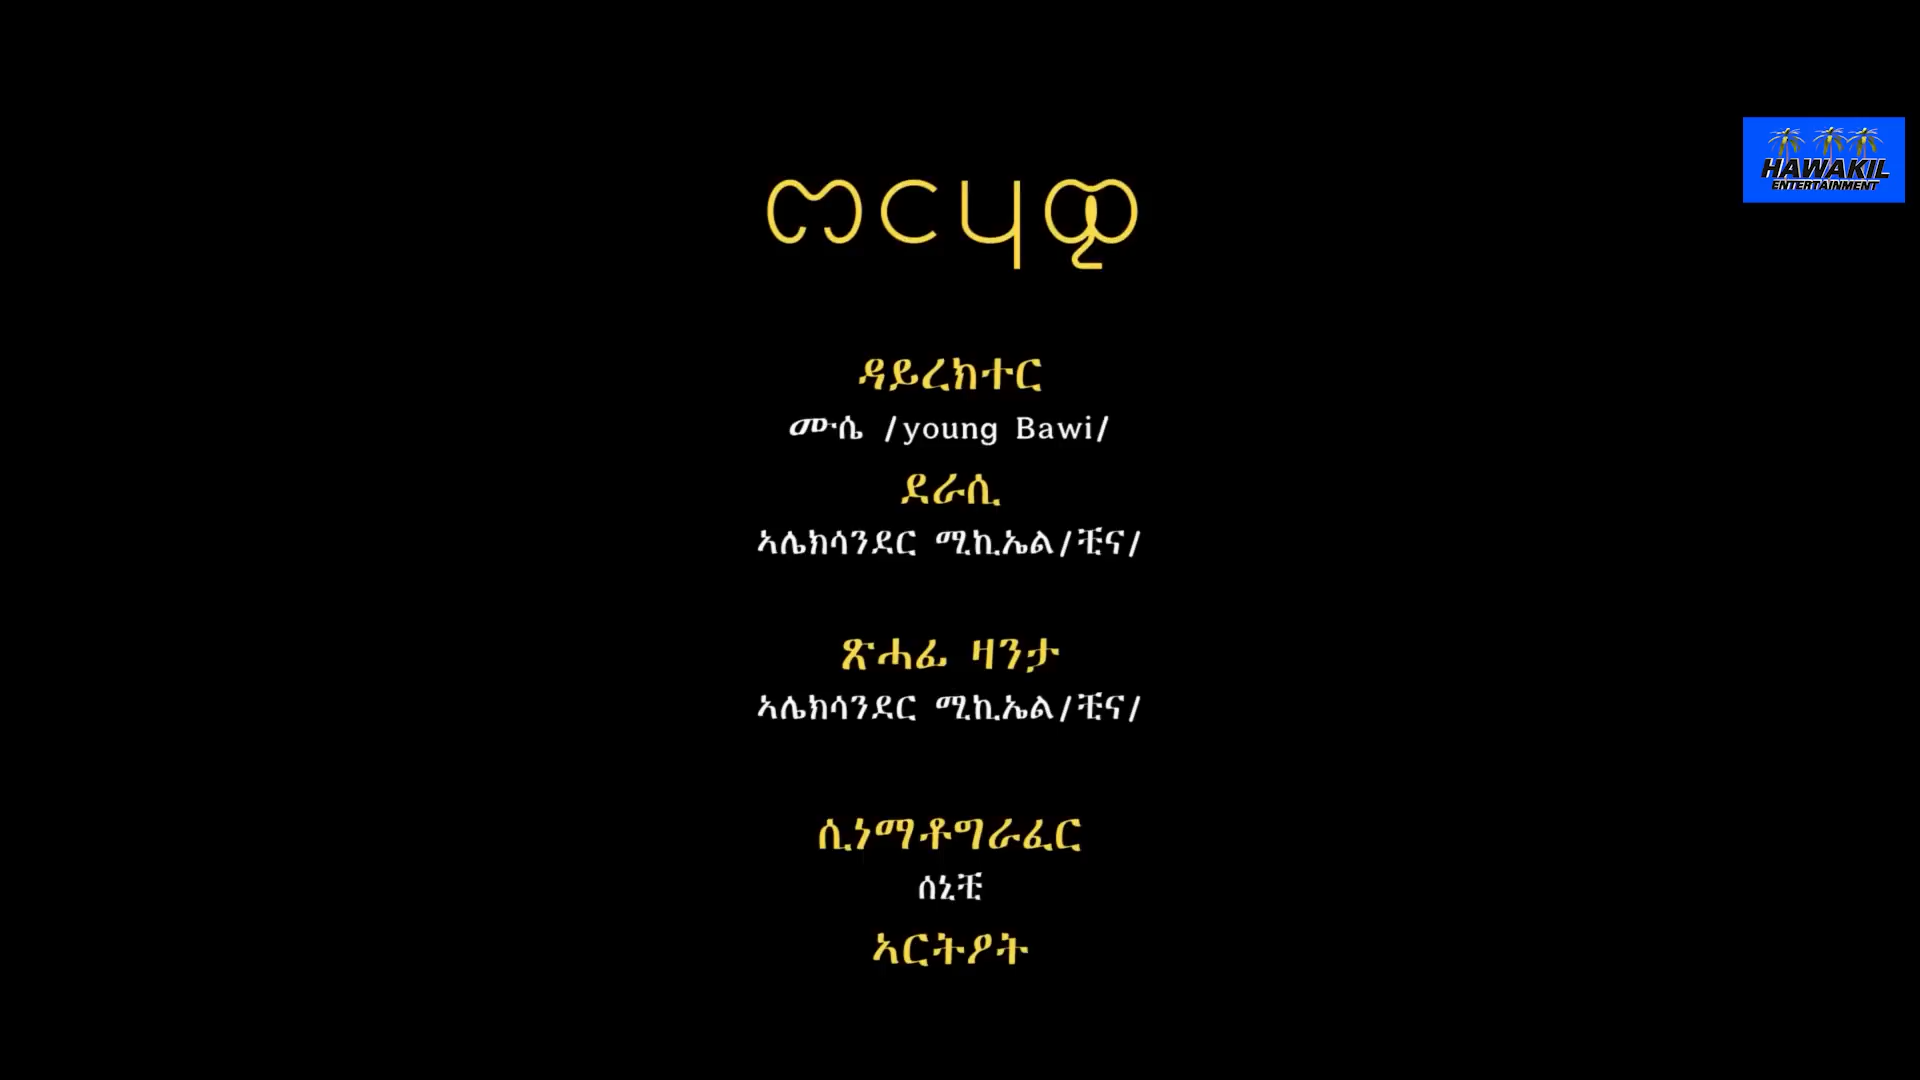 HAWAKIL
ENTERTAINMENT
ዳይረክተር
ሙሴ /young Bawi/
ደራሲ
ኣሌክሳንደር ሚኪኤል/ቺና/
ጽሓፊ ዛንታ
ኣሌክሳንደር ሚኪኤል/ቺና/
ሲነማቶግራፈር
ሰኒቺ
ኣርትዖት